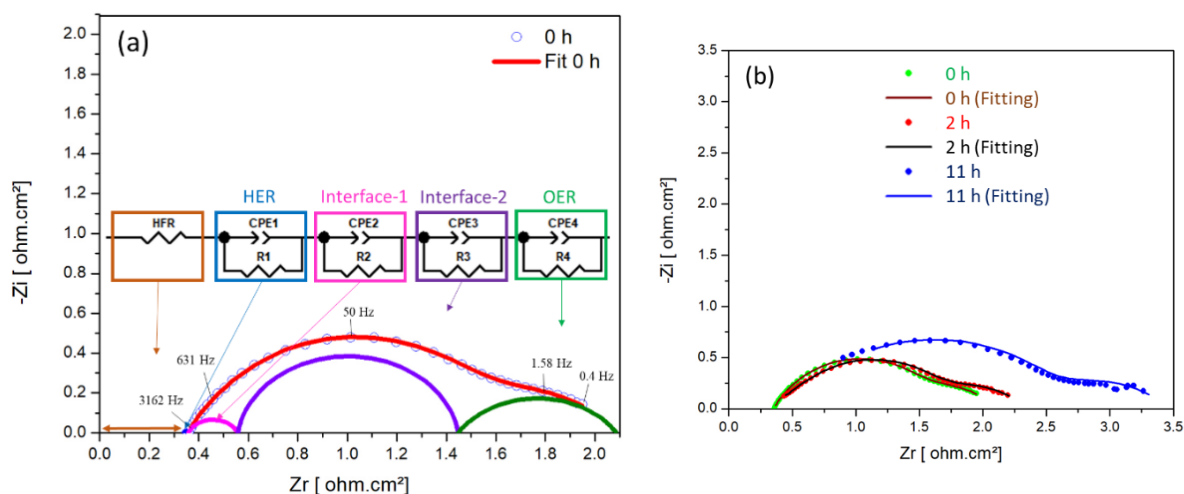 (a)
0 h
Fit 0 h
2.0
1.8
1.6
1.4
1.2
1.0
0.8
0.6
0.4
0.2
0.0
-Zi [ ohm.cm²]
HER
Interface-1
Interface-2
OER
HFR
CPE1
CPE2
CPE3
CPE4
R1
R2
R3
R4
50 Hz
631 Hz
1.58 Hz
0.4 Hz
3162 Hz
0.0 0.2 0.4 0.6 0.8 1.0 1.2 1.4 1.6 1.8 2.0
Zr [ ohm.cm²]
(b)
0 h
0 h (Fitting)
2 h
2 h (Fitting)
11 h
11 h (Fitting)
3.5
3.0
2.5
2.0
1.5
1.0
0.5
0.0
-Zi [ ohm.cm²]
0.0 0.5 1.0 1.5 2.0 2.5 3.0 3.5
Zr [ ohm.cm²]